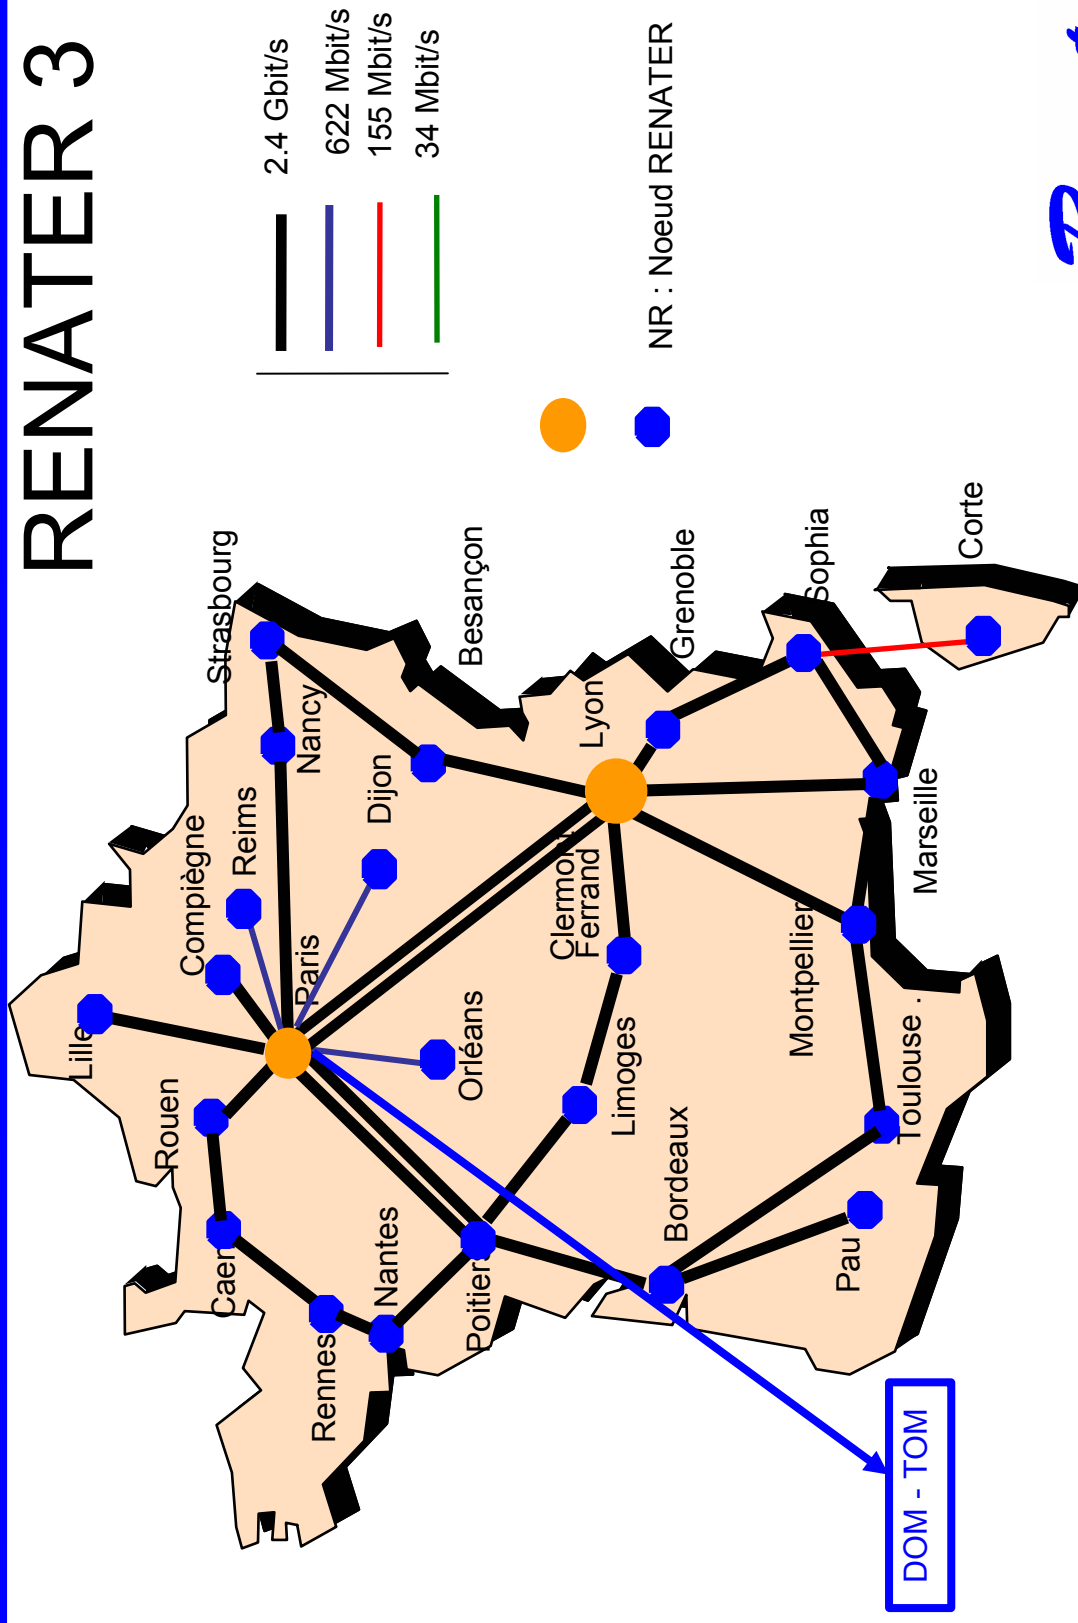 RENATER 3
2.4 Gbit/s
622 Mbit/s
155 Mbit/s
34 Mbit/s
NR : Noeud RENATER
Lille
Rouen
Compiègne
Reims
Strasbourg
Caen
Paris
Nancy
Rennes
Nantes
Orléans
Dijon
Besançon
Poitiers
Limoges
Clermont
Ferrand
Lyon
Grenoble
Bordeaux
Montpellier
Sophia
Pau
Toulouse .
Marseille
Corte
DOM - TOM